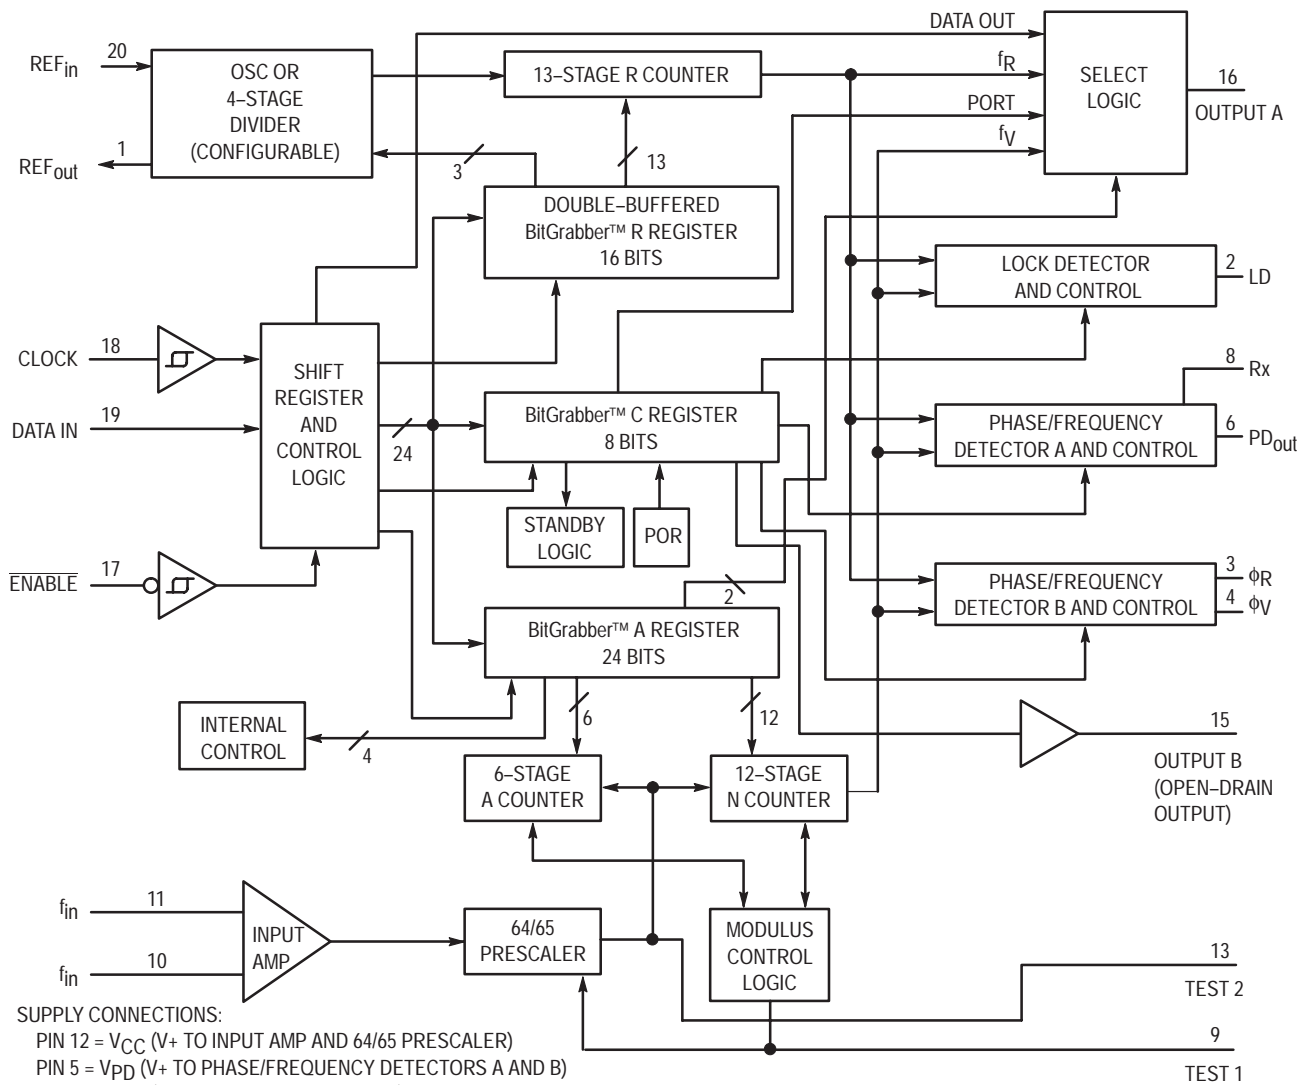 DATA OUT
20
REFin
OSC OR
4–STAGE
DIVIDER
(CONFIGURABLE)
13–STAGE R COUNTER
fR
SELECT
LOGIC
16
OUTPUT A
PORT
fV
1
REFout
3
13
DOUBLE–BUFFERED
BitGrabber™ R REGISTER
16 BITS
LOCK DETECTOR
AND CONTROL
2
LD
CLOCK
18
SHIFT
REGISTER
AND
CONTROL
LOGIC
8
Rx
DATA IN
19
24
BitGrabber™ C REGISTER
8 BITS
PHASE/FREQUENCY
DETECTOR A AND CONTROL
6
PDout
STANDBY
LOGIC
POR
ENABLE
17
2
PHASE/FREQUENCY
DETECTOR B AND CONTROL
3
ϕR
4
ϕV
BitGrabber™ A REGISTER
24 BITS
INTERNAL
CONTROL
4
6
12
15
OUTPUT B
(OPEN–DRAIN
OUTPUT)
6–STAGE
A COUNTER
12–STAGE
N COUNTER
fin
11
INPUT
AMP
64/65
PRESCALER
MODULUS
CONTROL
LOGIC
fin
10
13
TEST 2
9
TEST 1
SUPPLY CONNECTIONS:
PIN 12 = VCC (V+ TO INPUT AMP AND 64/65 PRESCALER)
PIN 5 = VPD (V+ TO PHASE/FREQUENCY DETECTORS A AND B)